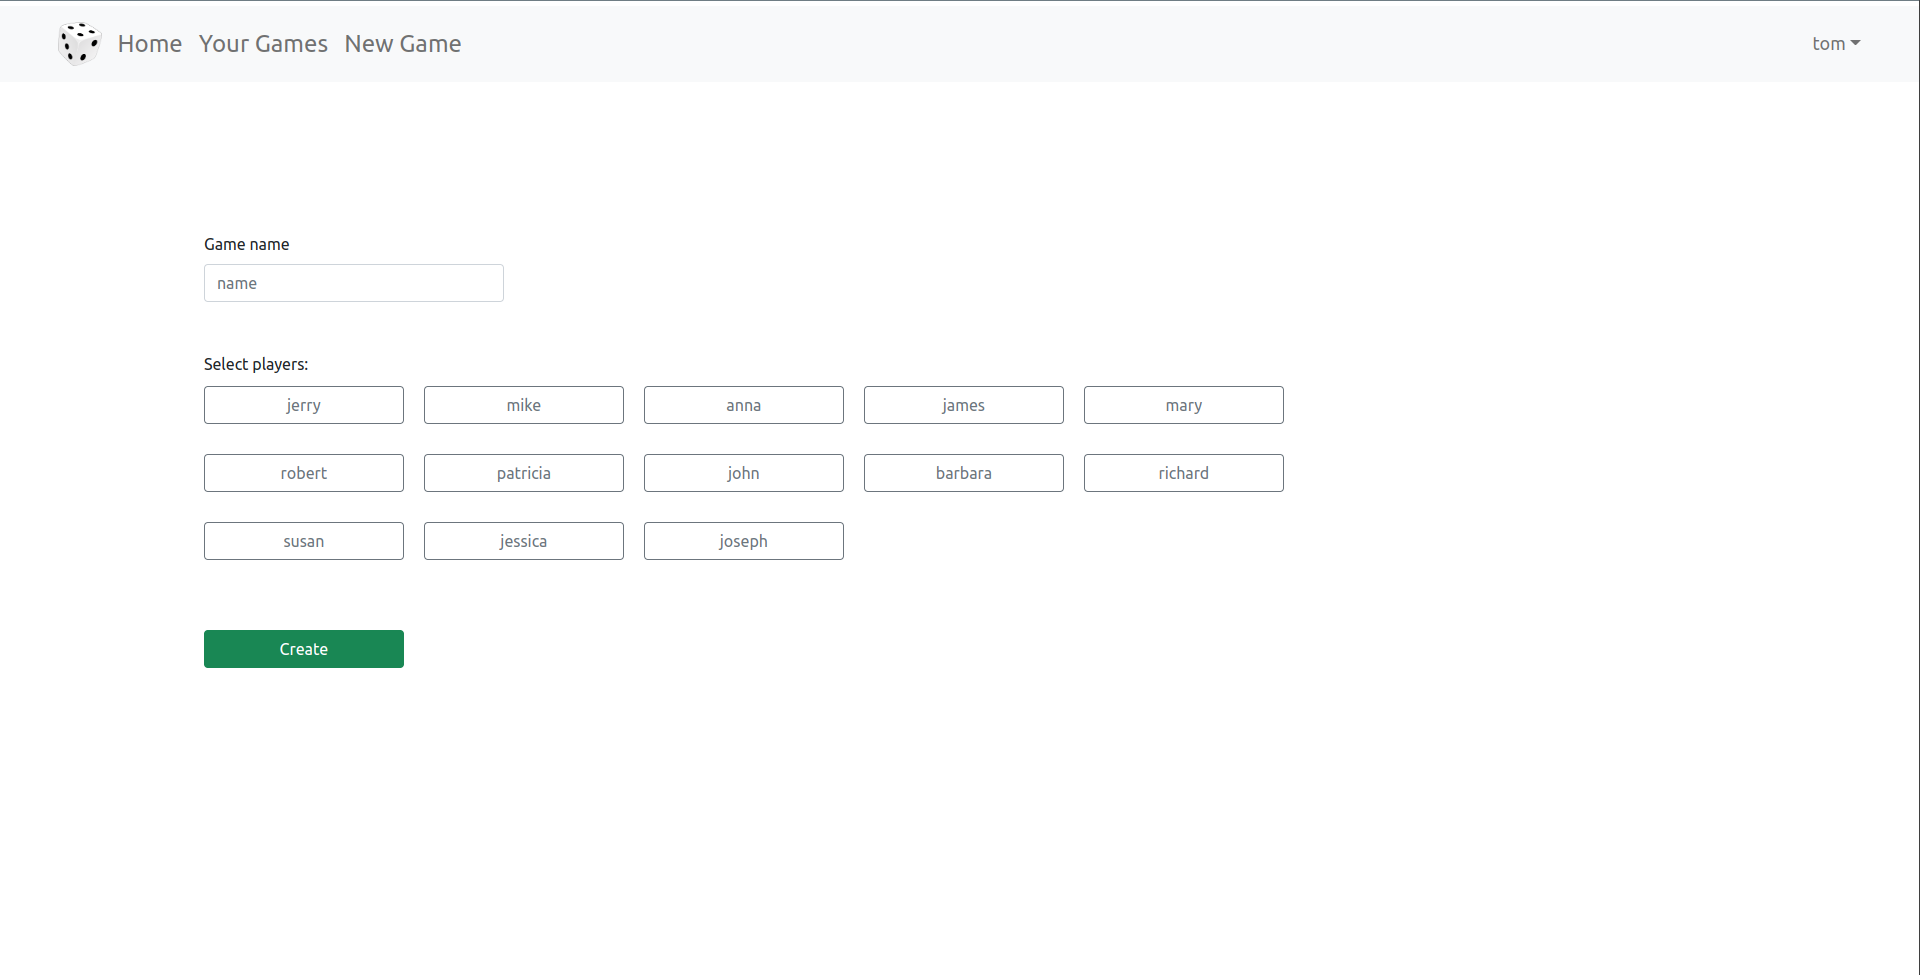 Home Your Games New Game tom
Game name
name
Select players:
jerry mike anna james mary
robert patricia john barbara richard
susan jessica joseph
Create